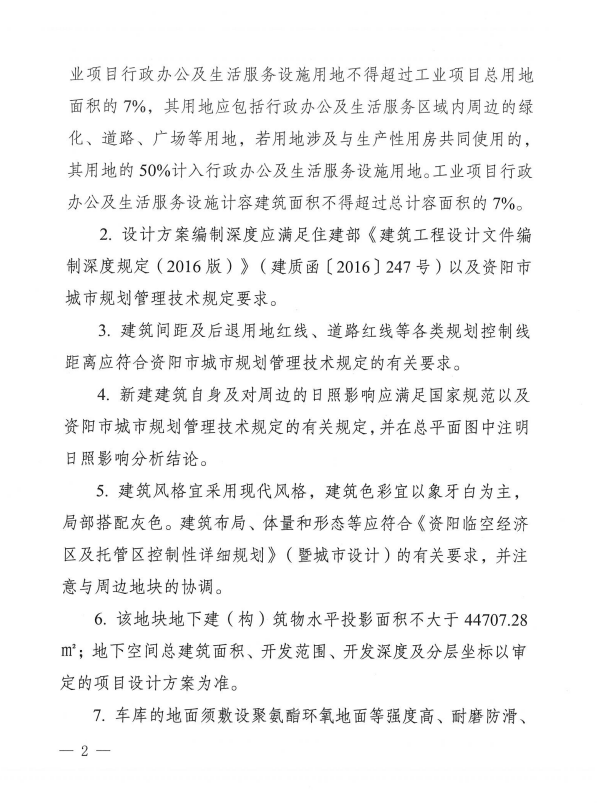 业项目行政办公及生活服务设施用地不得超过工业项目总用地
面积的 7%，其用地应包括行政办公及生活服务区域内周边的绿
化、道路、广场等用地，若用地涉及与生产性用房共同使用的，
其用地的 50%计入行政办公及生活服务设施用地。工业项目行政
办公及生活服务设施计容建筑面积不得超过总计容面积的 7%。
2. 设计方案编制深度应满足住建部《建筑工程设计文件编
制深度规定（2016 版）》（建质函〔2016〕247 号）以及资阳市
城市规划管理技术规定要求。
3. 建筑间距及后退用地红线、道路红线等各类规划控制线
距离应符合资阳市城市规划管理技术规定的有关要求。
4. 新建建筑自身及对周边的日照影响应满足国家规范以及
资阳市城市规划管理技术规定的有关规定，并在总平面图中注明
日照影响分析结论。
5. 建筑风格宜采用现代风格，建筑色彩宜以象牙白为主，
局部搭配灰色。建筑布局、体量和形态等应符合《资阳临空经济
区及托管区控制性详细规划》（暨城市设计）的有关要求，并注
意与周边地块的协调。
6. 该地块地下建（构）筑物水平投影面积不大于 44707.28
㎡；地下空间总建筑面积、开发范围、开发深度及分层坐标以审
定的项目设计方案为准。
7. 车库的地面须敷设聚氨酯环氧地面等强度高、耐磨防滑、
— 2 —